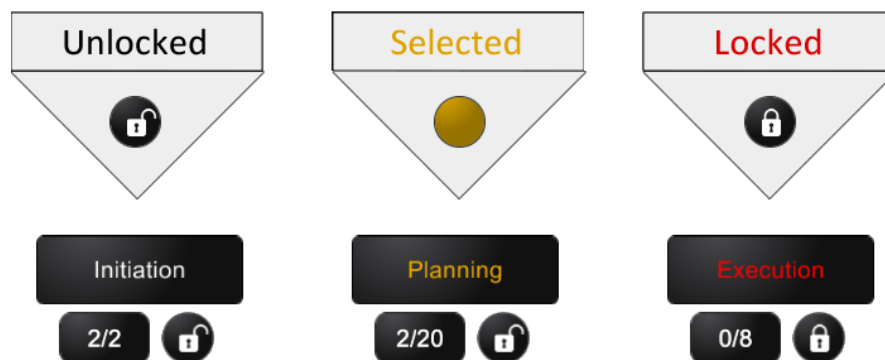 Unlocked
Selected
Locked
Initiation
Planning
Execution
2/2
2/20
0/8